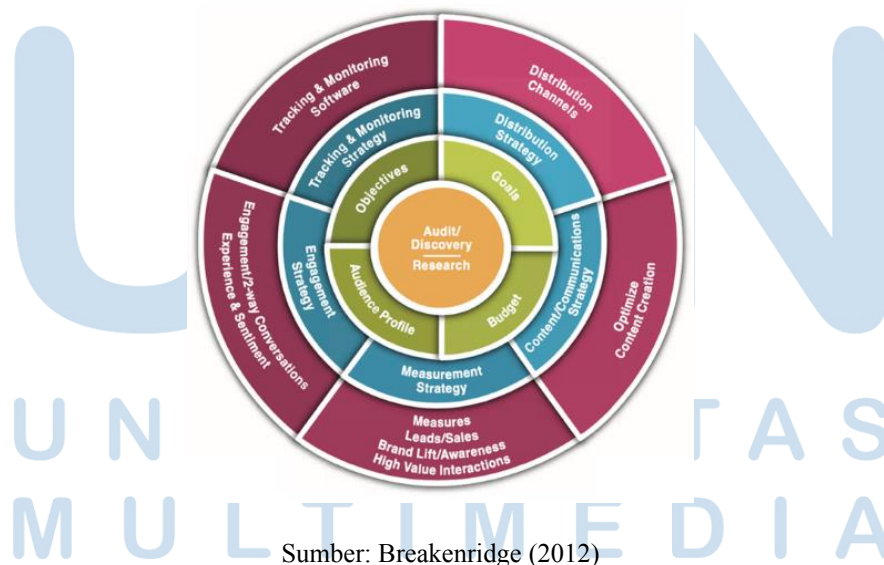 Tracking & Monitoring
Software
Distribution
Channels
Tracking & Monitoring
Strategy
Distribution
Strategy
Objectives
Goals
Audit/
Discovery
Research
Engagement/2-way Conversations
Experience & Sentiment
Engagement
Strategy
Audience Profile
Budget
Content/Communications
Strategy
Optimize
Content Creation
Measurement
Strategy
Measures
Leads/Sales
Brand Lift/Awareness
High Value Interactions
U N
U N TAS
MULTIMEDIA
Sumber: Breakenridge (2012)